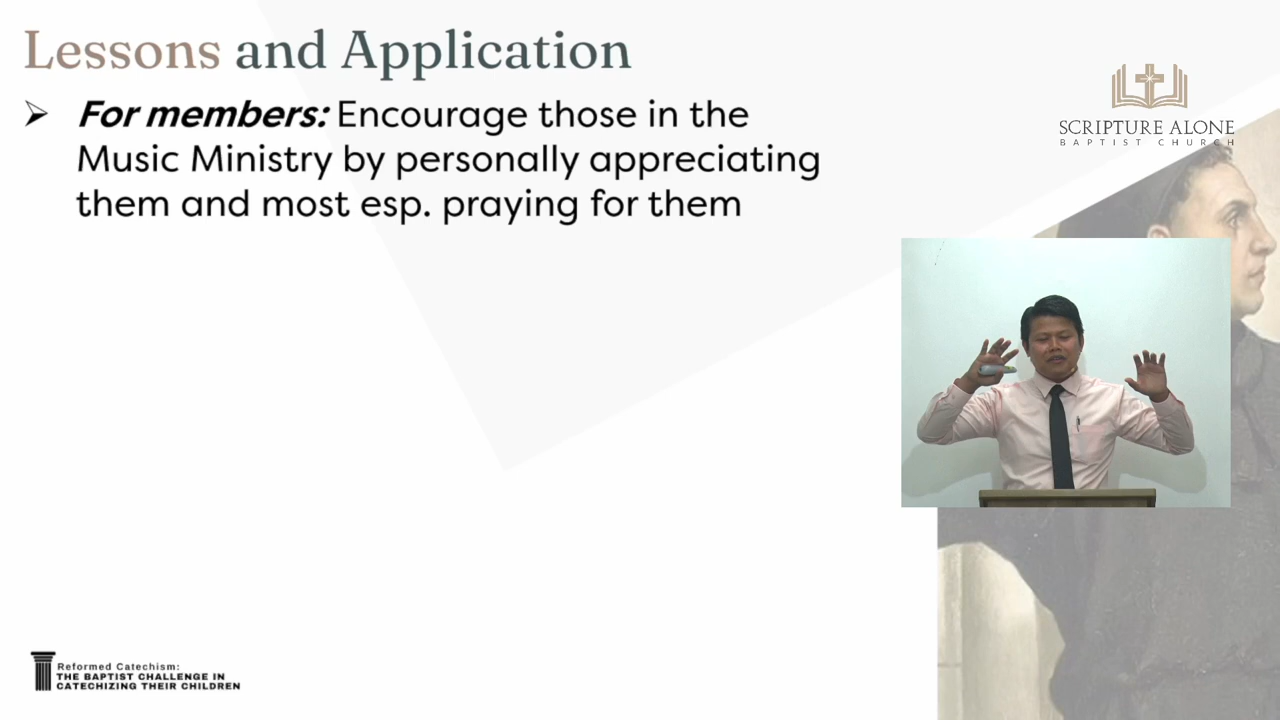 Lessons and Application
➢ For members: Encourage those in the
Music Ministry by personally appreciating
them and most esp. praying for them
SCRIPTURE ALONE
BAPTIST CHURCH
Reformed Catechism:
THE BAPTIST CHALLENGE IN
CATECHIZING THEIR CHILDREN